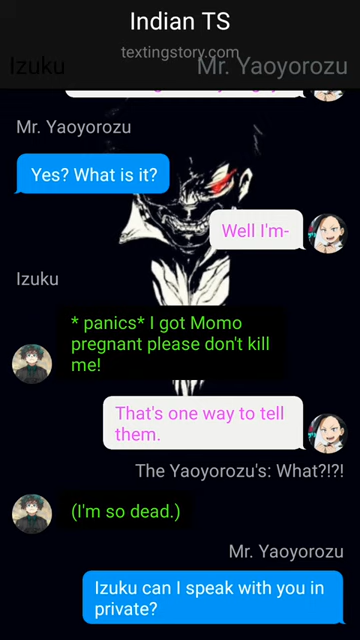 Indian TS
textingstory.com
Izuku
Mr. Yaoyorozu
Mr. Yaoyorozu
Yes? What is it?
Well I'm-
Izuku
* panics* I got Momo
pregnant please don't kill
me!
That's one way to tell
them.
The Yaoyorozu's: What?!?!
(I'm so dead.)
Mr. Yaoyorozu
Izuku can I speak with you in
private?